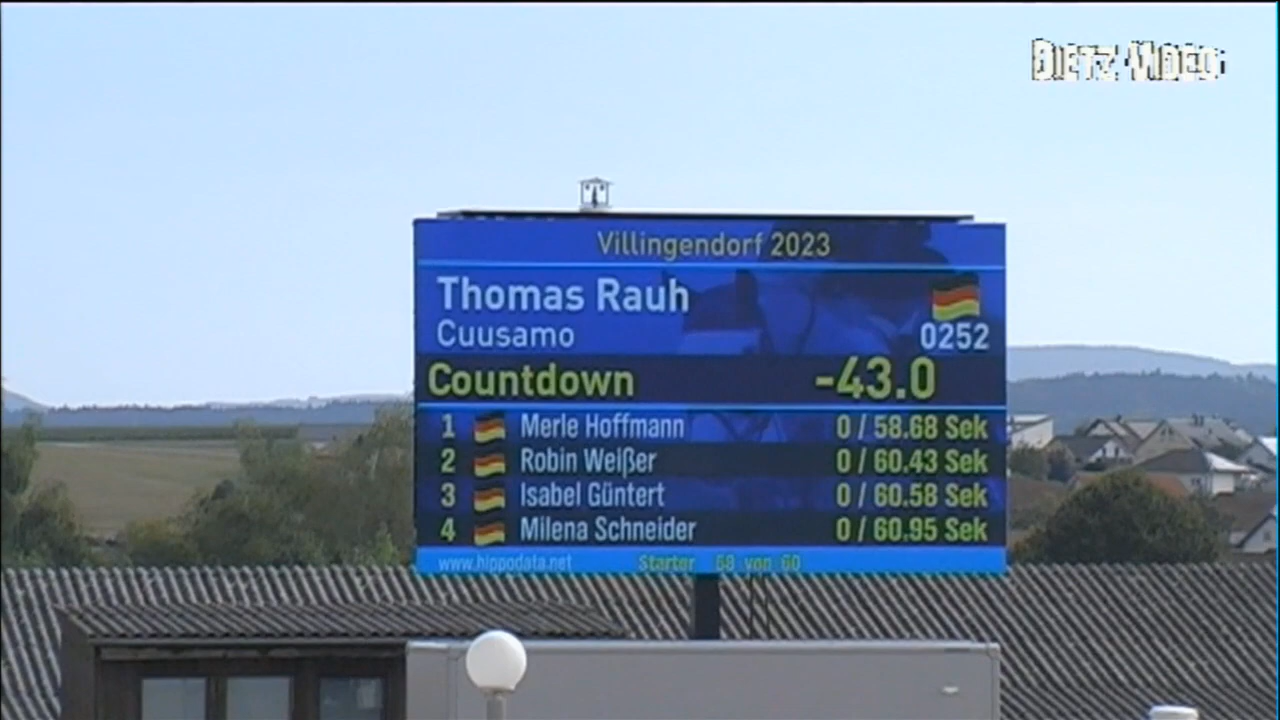 DIETZ-VIDEO
Villingendorf 2023
Thomas Rauh
Cuusamo
0252
Countdown -43.0
1 Merle Hoffmann 0 / 58.68 Sek
2 Robin Weißer 0 / 60.43 Sek
3 Isabel Güntert 0 / 60.58 Sek
4 Milena Schneider 0 / 60.95 Sek
www.hippodata.net Starter 58 von 60